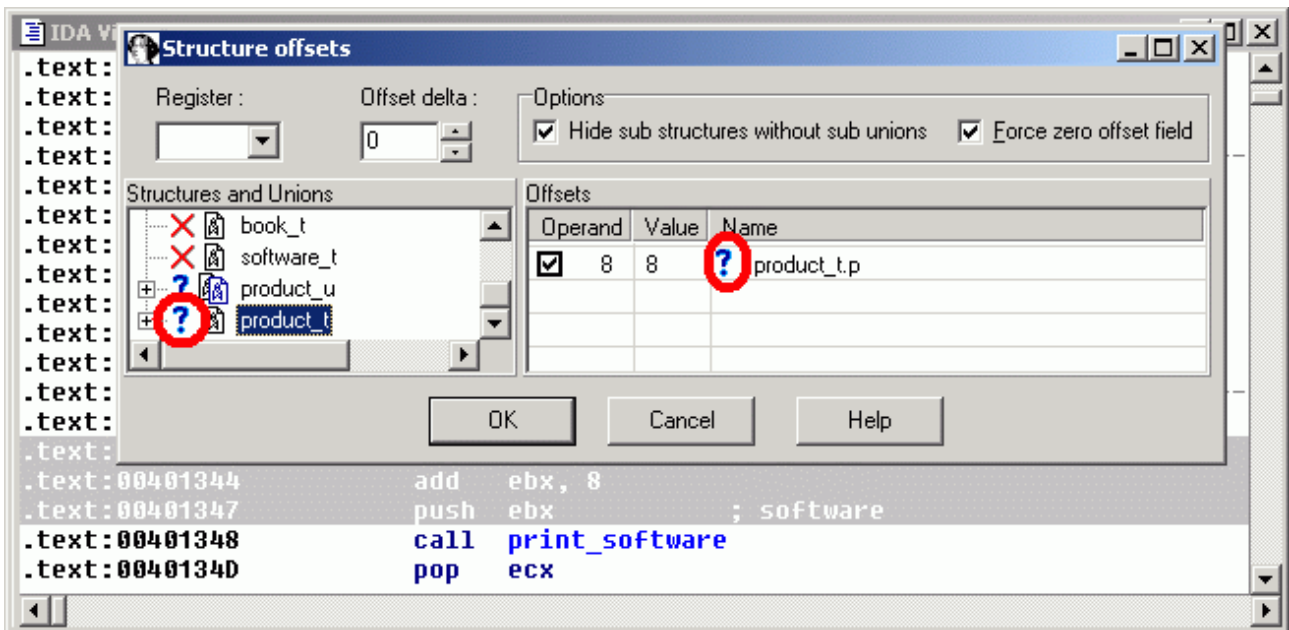 IDA Vi
Structure offsets
.text:
.text:
.text:
.text:
.text:
.text:
.text:
.text:
.text:
.text:
.text:
.text:
.text:
.text:
Register :
Offset delta :
0
Options
Hide sub structures without sub unions
Force zero offset field
Structures and Unions
book_t
software_t
product_u
product_t
Offsets
Operand Value Name
8 8 ? product_t.p
OK Cancel Help
.text:00401344 add ebx, 8
.text:00401347 push ebx ; software
.text:00401348 call print_software
.text:0040134D pop ecx